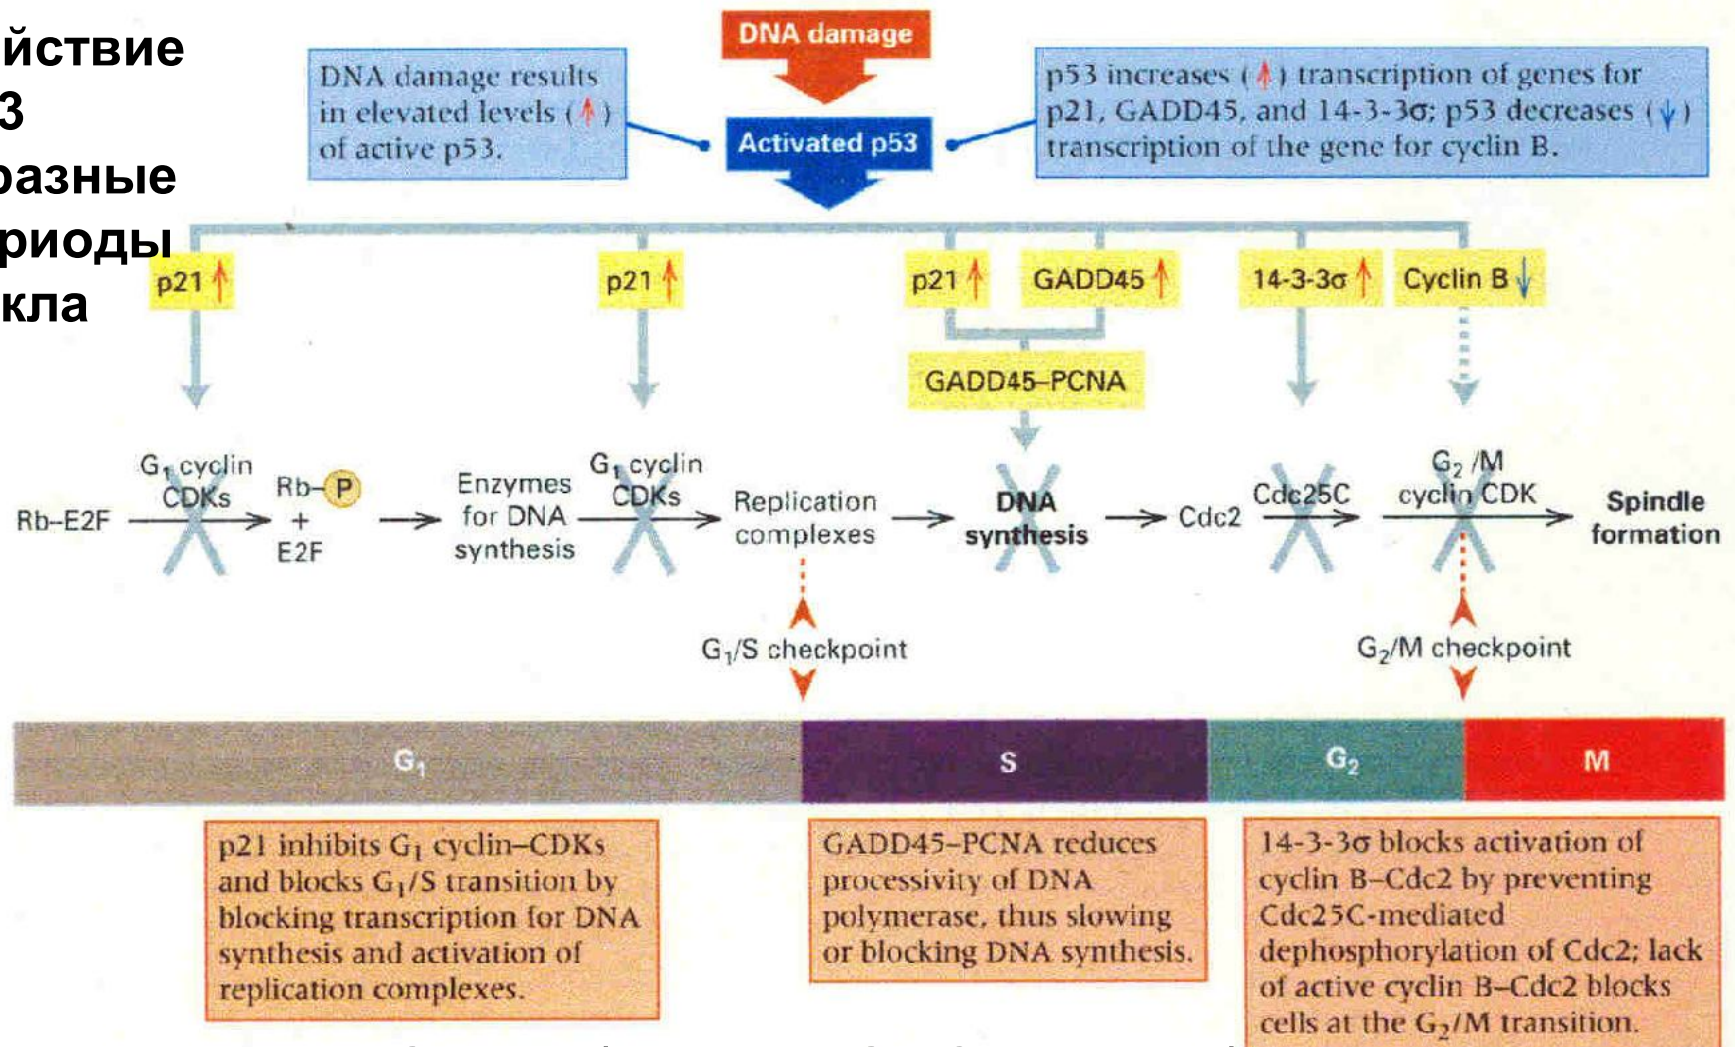 йствие
3
разные
риоды
кла
DNA damage
DNA damage results
in elevated levels (↑)
of active p53.
Activated p53
p53 increases (↑) transcription of genes for
p21, GADD45, and 14-3-3σ; p53 decreases (↓)
transcription of the gene for cyclin B.
p21 ↑
p21 ↑
p21 ↑
GADD45 ↑
14-3-3σ ↑
Cyclin B ↓
GADD45–PCNA
Rb–E2F
G₁ cyclin
CDKs
Rb–P
+
E2F
Enzymes
for DNA
synthesis
G₁ cyclin
CDKs
Replication
complexes
DNA
synthesis
Cdc2
Cdc25C
G₂/M
cyclin CDK
Spindle
formation
G₁/S checkpoint
G₂/M checkpoint
G₁
S
G₂
M
p21 inhibits G₁ cyclin–CDKs
and blocks G₁/S transition by
blocking transcription for DNA
synthesis and activation of
replication complexes.
GADD45–PCNA reduces
processivity of DNA
polymerase, thus slowing
or blocking DNA synthesis.
14-3-3σ blocks activation of
cyclin B–Cdc2 by preventing
Cdc25C-mediated
dephosphorylation of Cdc2; lack
of active cyclin B–Cdc2 blocks
cells at the G₂/M transition.